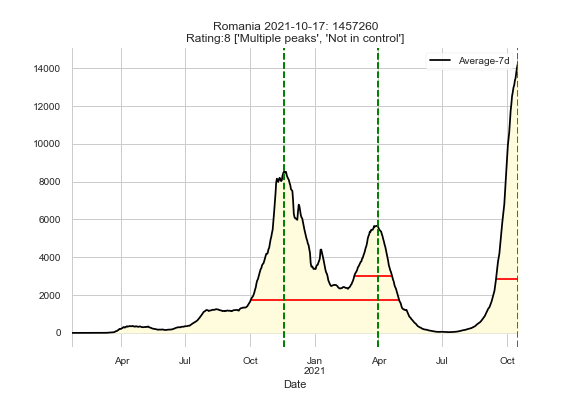 Romania 2021-10-17: 1457260
Rating:8 ['Multiple peaks', 'Not in control']
Average-7d
14000
12000
10000
8000
6000
4000
2000
0
Apr Jul Oct Jan Apr Jul Oct
2021
Date